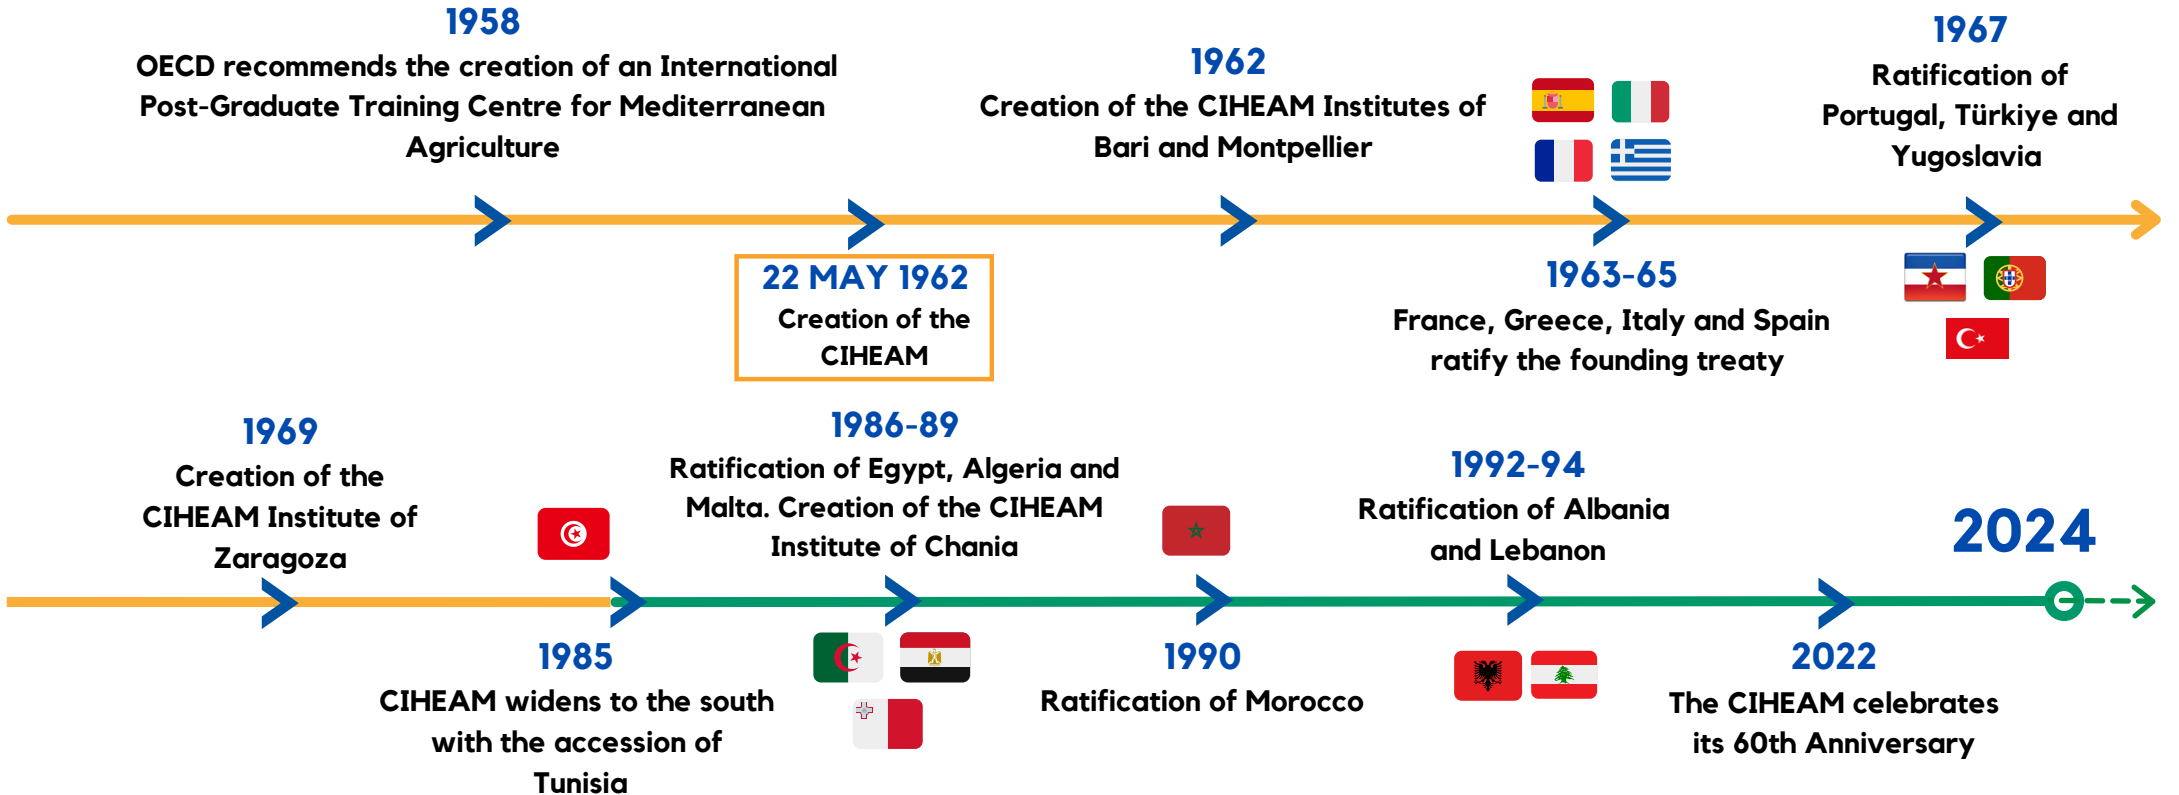 1958
OECD recommends the creation of an International
Post-Graduate Training Centre for Mediterranean
Agriculture
22 MAY 1962
Creation of the
CIHEAM
1962
Creation of the CIHEAM Institutes of
Bari and Montpellier
1963-65
France, Greece, Italy and Spain
ratify the founding treaty
1967
Ratification of
Portugal, Türkiye and
Yugoslavia
1969
Creation of the
CIHEAM Institute of
Zaragoza
1985
CIHEAM widens to the south
with the accession of
Tunisia
1986-89
Ratification of Egypt, Algeria and
Malta. Creation of the CIHEAM
Institute of Chania
1990
Ratification of Morocco
1992-94
Ratification of Albania
and Lebanon
2022
The CIHEAM celebrates
its 60th Anniversary
2024